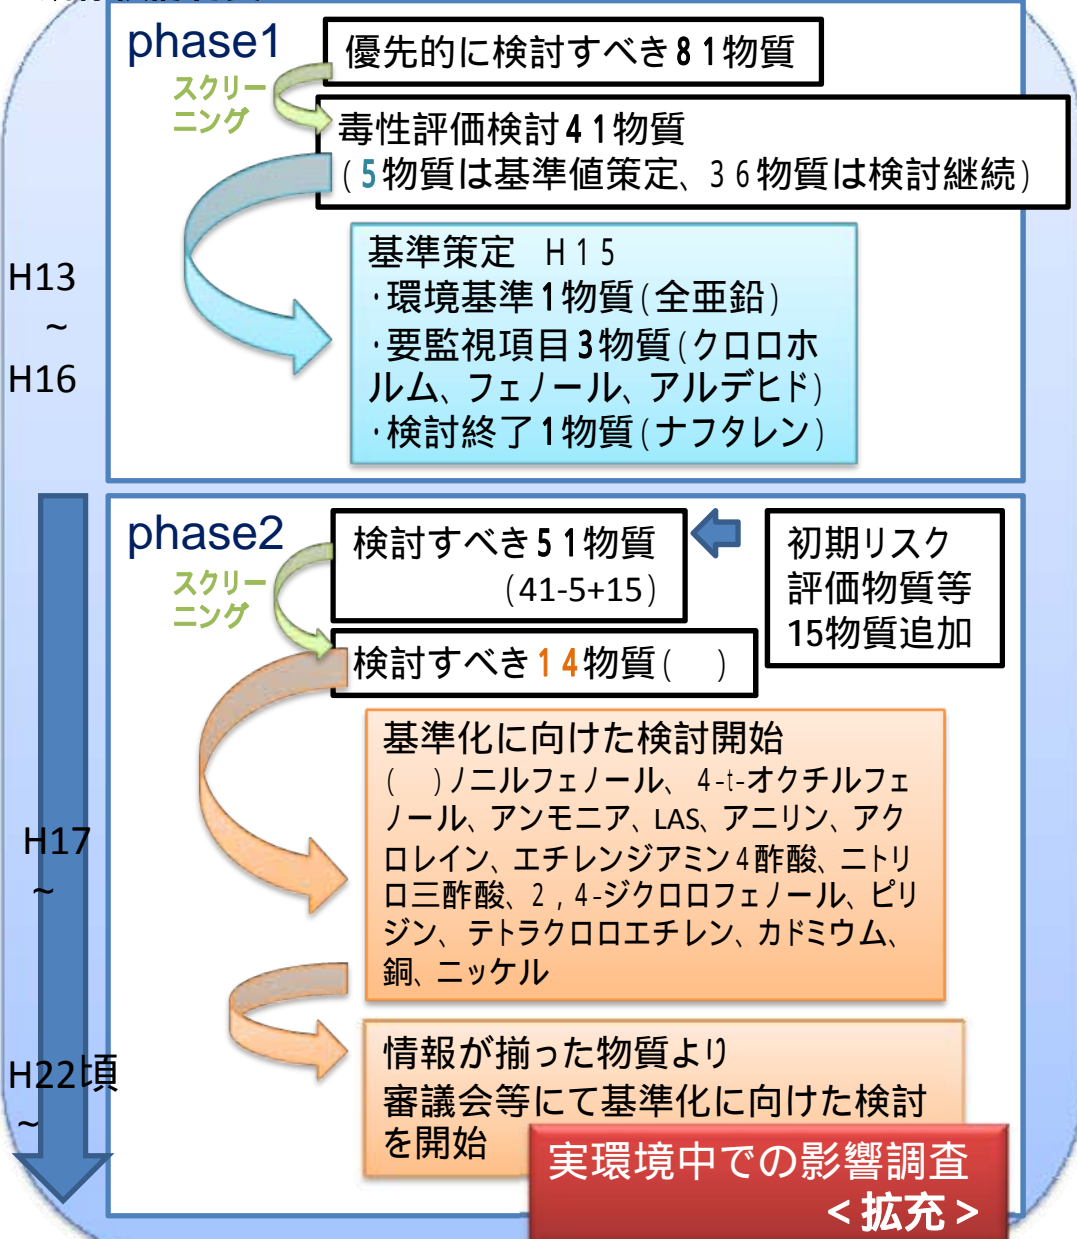 phase1
優先的に検討すべき81物質
スクリー
ニング
毒性評価検討41物質
(5物質は基準値策定、36物質は検討継続)
H13
~
H16
基準策定 H15
・環境基準1物質(全亜鉛)
・要監視項目3物質(クロロホ
ルム、フェノール、アルデヒド)
・検討終了1物質(ナフタレン)
phase2
検討すべき51物質
(41-5+15)
初期リスク
評価物質等
15物質追加
スクリー
ニング
検討すべき14物質( )
基準化に向けた検討開始
( )ノニルフェノール、4-t-オクチルフェ
ノール、アンモニア、LAS、アニリン、アク
ロレイン、エチレンジアミン4酢酸、ニトリ
ロ三酢酸、2,4-ジクロロフェノール、ピリ
ジン、テトラクロロエチレン、カドミウム、
銅、ニッケル
H17
~
H22頃
~
情報が揃った物質より
審議会等にて基準化に向けた検討
を開始
実環境中での影響調査
<拡充>